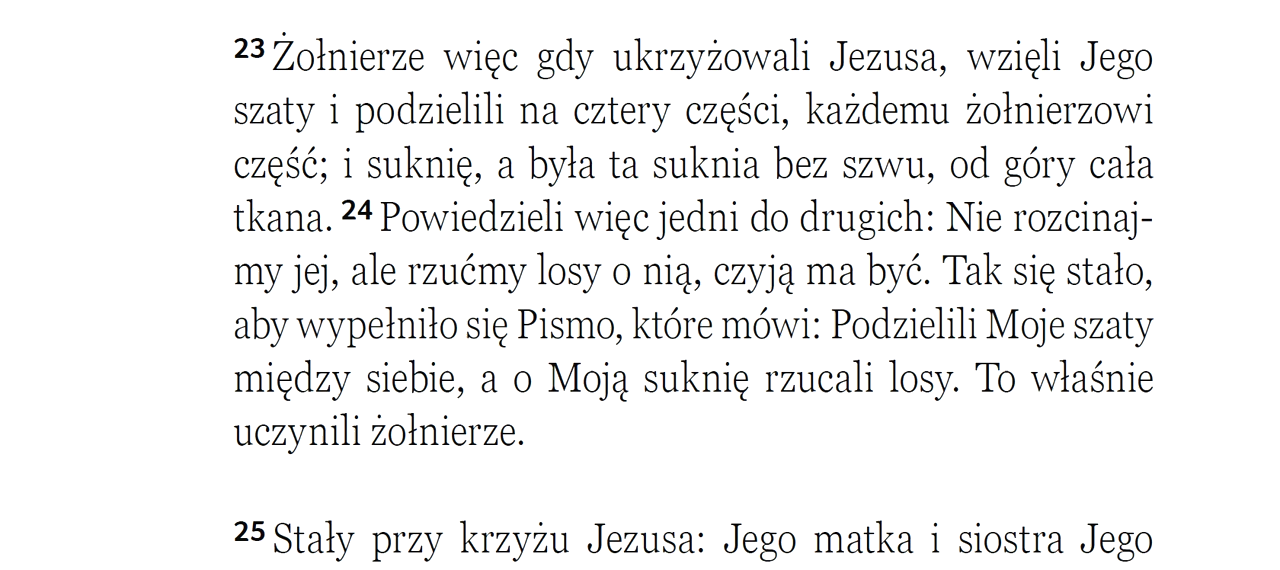 23 Żołnierze więc gdy ukrzyżowali Jezusa, wzięli Jego
szaty i podzielili na cztery części, każdemu żołnierzowi
część; i suknię, a była ta suknia bez szwu, od góry cała
tkana. 24 Powiedzieli więc jedni do drugich: Nie rozcinaj-
my jej, ale rzućmy losy o nią, czyją ma być. Tak się stało,
aby wypełniło się Pismo, które mówi: Podzielili Moje szaty
między siebie, a o Moją suknię rzucali losy. To właśnie
uczynili żołnierze.
25 Stały przy krzyżu Jezusa: Jego matka i siostra Jego